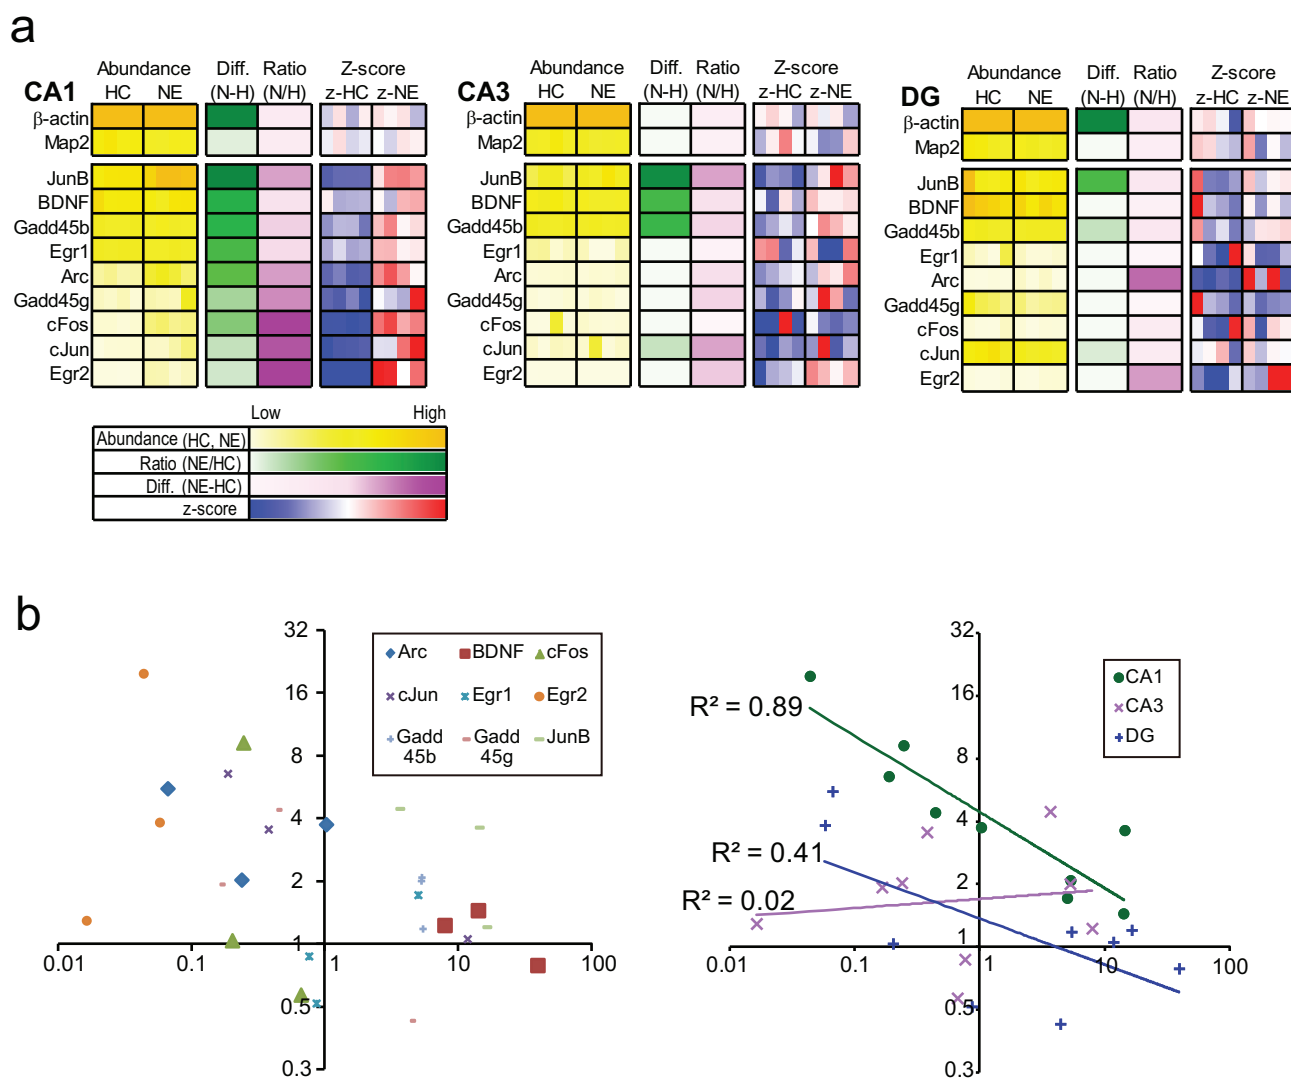 a
CA1
Abundance
HC NE
Diff. Ratio
(N-H) (N/H)
Z-score
z-HC z-NE
β-actin
Map2
JunB
BDNF
Gadd45b
Egr1
Arc
Gadd45g
cFos
cJun
Egr2
CA3
Abundance
HC NE
Diff. Ratio
(N-H) (N/H)
Z-score
z-HC z-NE
β-actin
Map2
JunB
BDNF
Gadd45b
Egr1
Arc
Gadd45g
cFos
cJun
Egr2
DG
Abundance
HC NE
Diff. Ratio
(N-H) (N/H)
Z-score
z-HC z-NE
β-actin
Map2
JunB
BDNF
Gadd45b
Egr1
Arc
Gadd45g
cFos
cJun
Egr2
Low High
Abundance (HC, NE)
Ratio (NE/HC)
Diff. (NE-HC)
z-score
b
32
16
8
4
2
1
0.5
0.3
0.01 0.1 1 10 100
Arc BDNF cFos
cJun Egr1 Egr2
Gadd Gadd JunB
45b 45g
32
16
8
4
2
1
0.5
0.3
0.01 0.1 1 10 100
R² = 0.89
R² = 0.41
R² = 0.02
CA1
CA3
DG